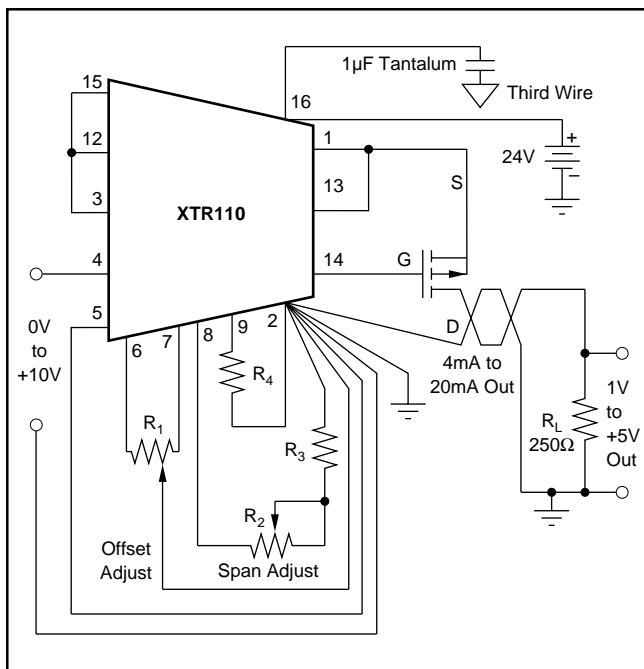 1µF Tantalum
Third Wire
15
16
12
1
24V
+
–
3
13
S
XTR110
4
14
G
5
0V
to
+10V
6
7
8
9
2
D
4mA to
20mA Out
1V
to
+5V
Out
R4
R1
R3
RL
250Ω
R2
Offset
Adjust
Span Adjust